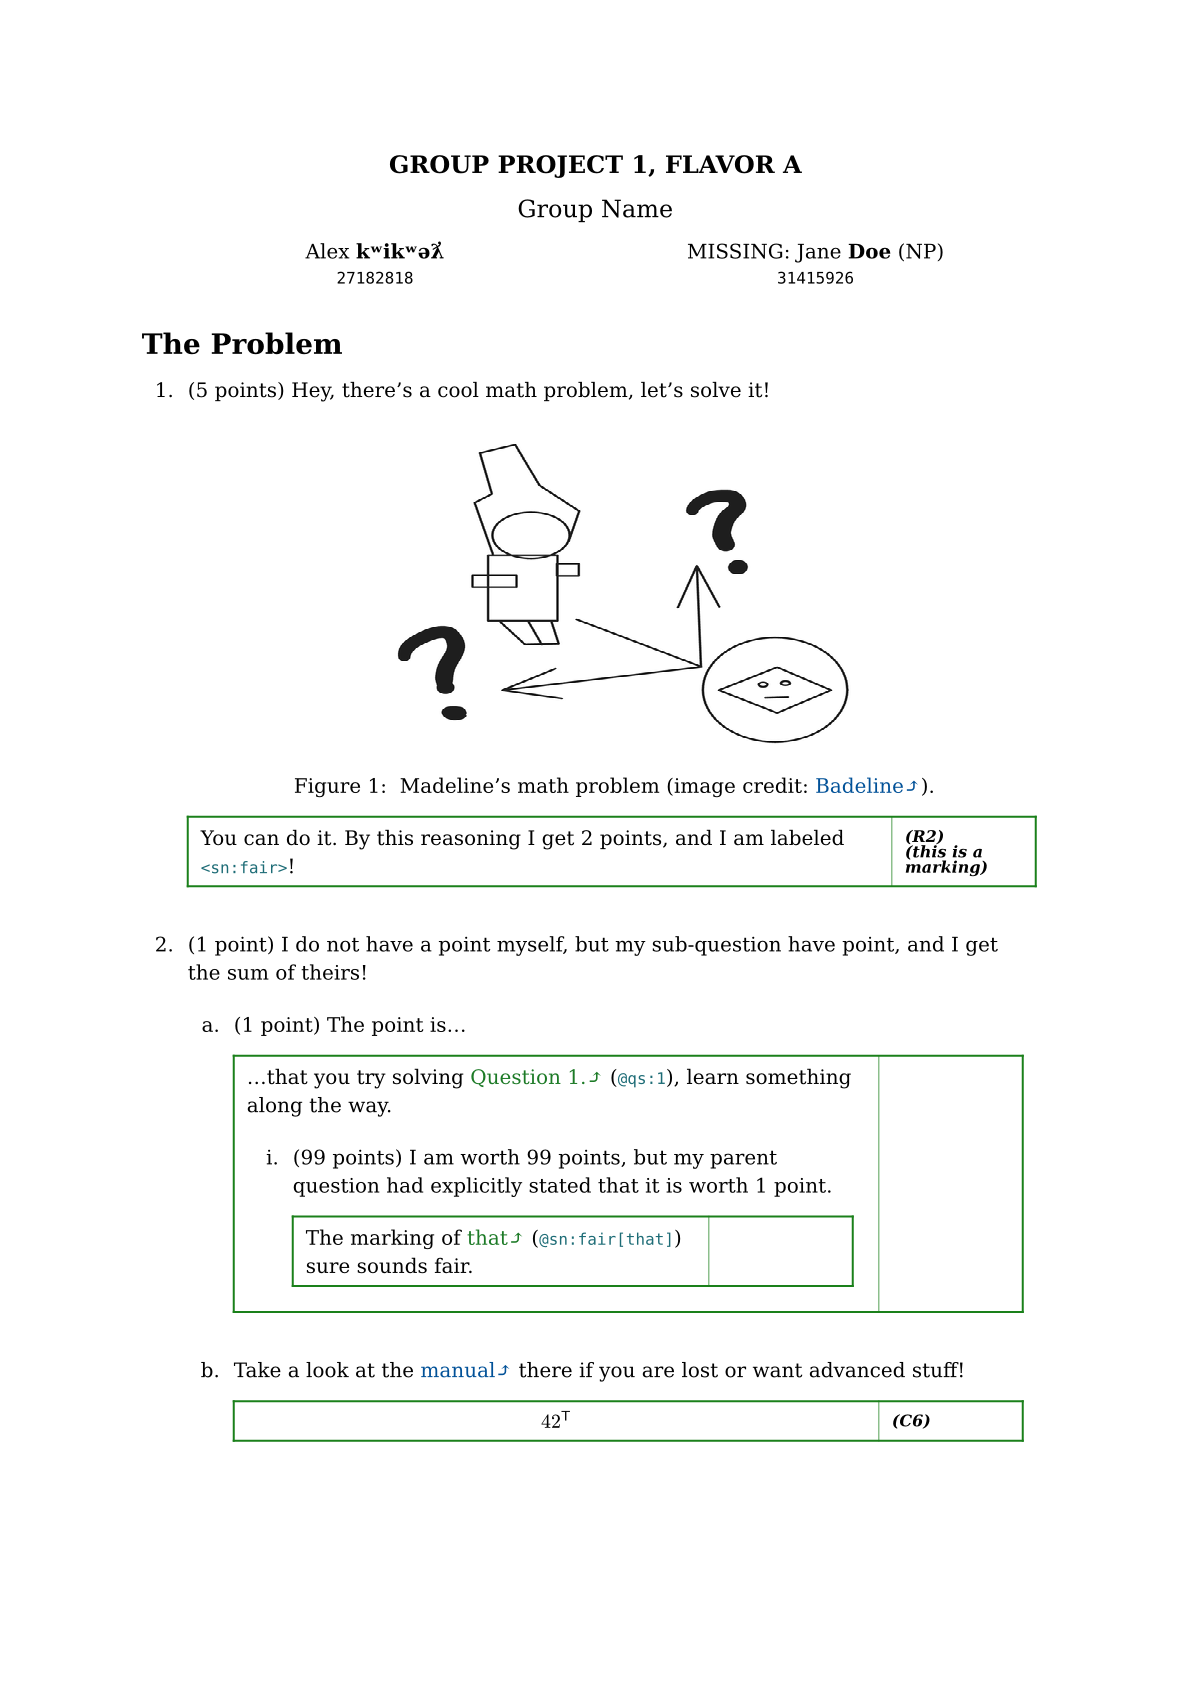 GROUP PROJECT 1, FLAVOR A
Group Name
Alex kʷikʷəƛ̓
27182818
MISSING: Jane Doe (NP)
31415926
The Problem
1. (5 points) Hey, there’s a cool math problem, let’s solve it!
?
?
Figure 1: Madeline’s math problem (image credit: Badeline⤴).
You can do it. By this reasoning I get 2 points, and I am labeled
<sn:fair>!
(R2)
(this is a
marking)
2. (1 point) I do not have a point myself, but my sub-question have point, and I get
the sum of theirs!
a. (1 point) The point is…
…that you try solving Question 1.⤴ (@qs:1), learn something
along the way.
i. (99 points) I am worth 99 points, but my parent
question had explicitly stated that it is worth 1 point.
The marking of that⤴ (@sn:fair[that])
sure sounds fair.
b. Take a look at the manual⤴ there if you are lost or want advanced stuff!
42ᵀ
(C6)